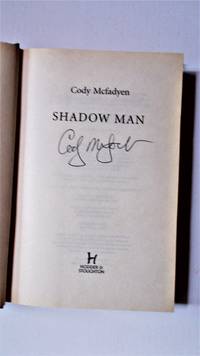 Cody Mcfadyen
SHADOW MAN
H
HODDER &
STOUGHTON